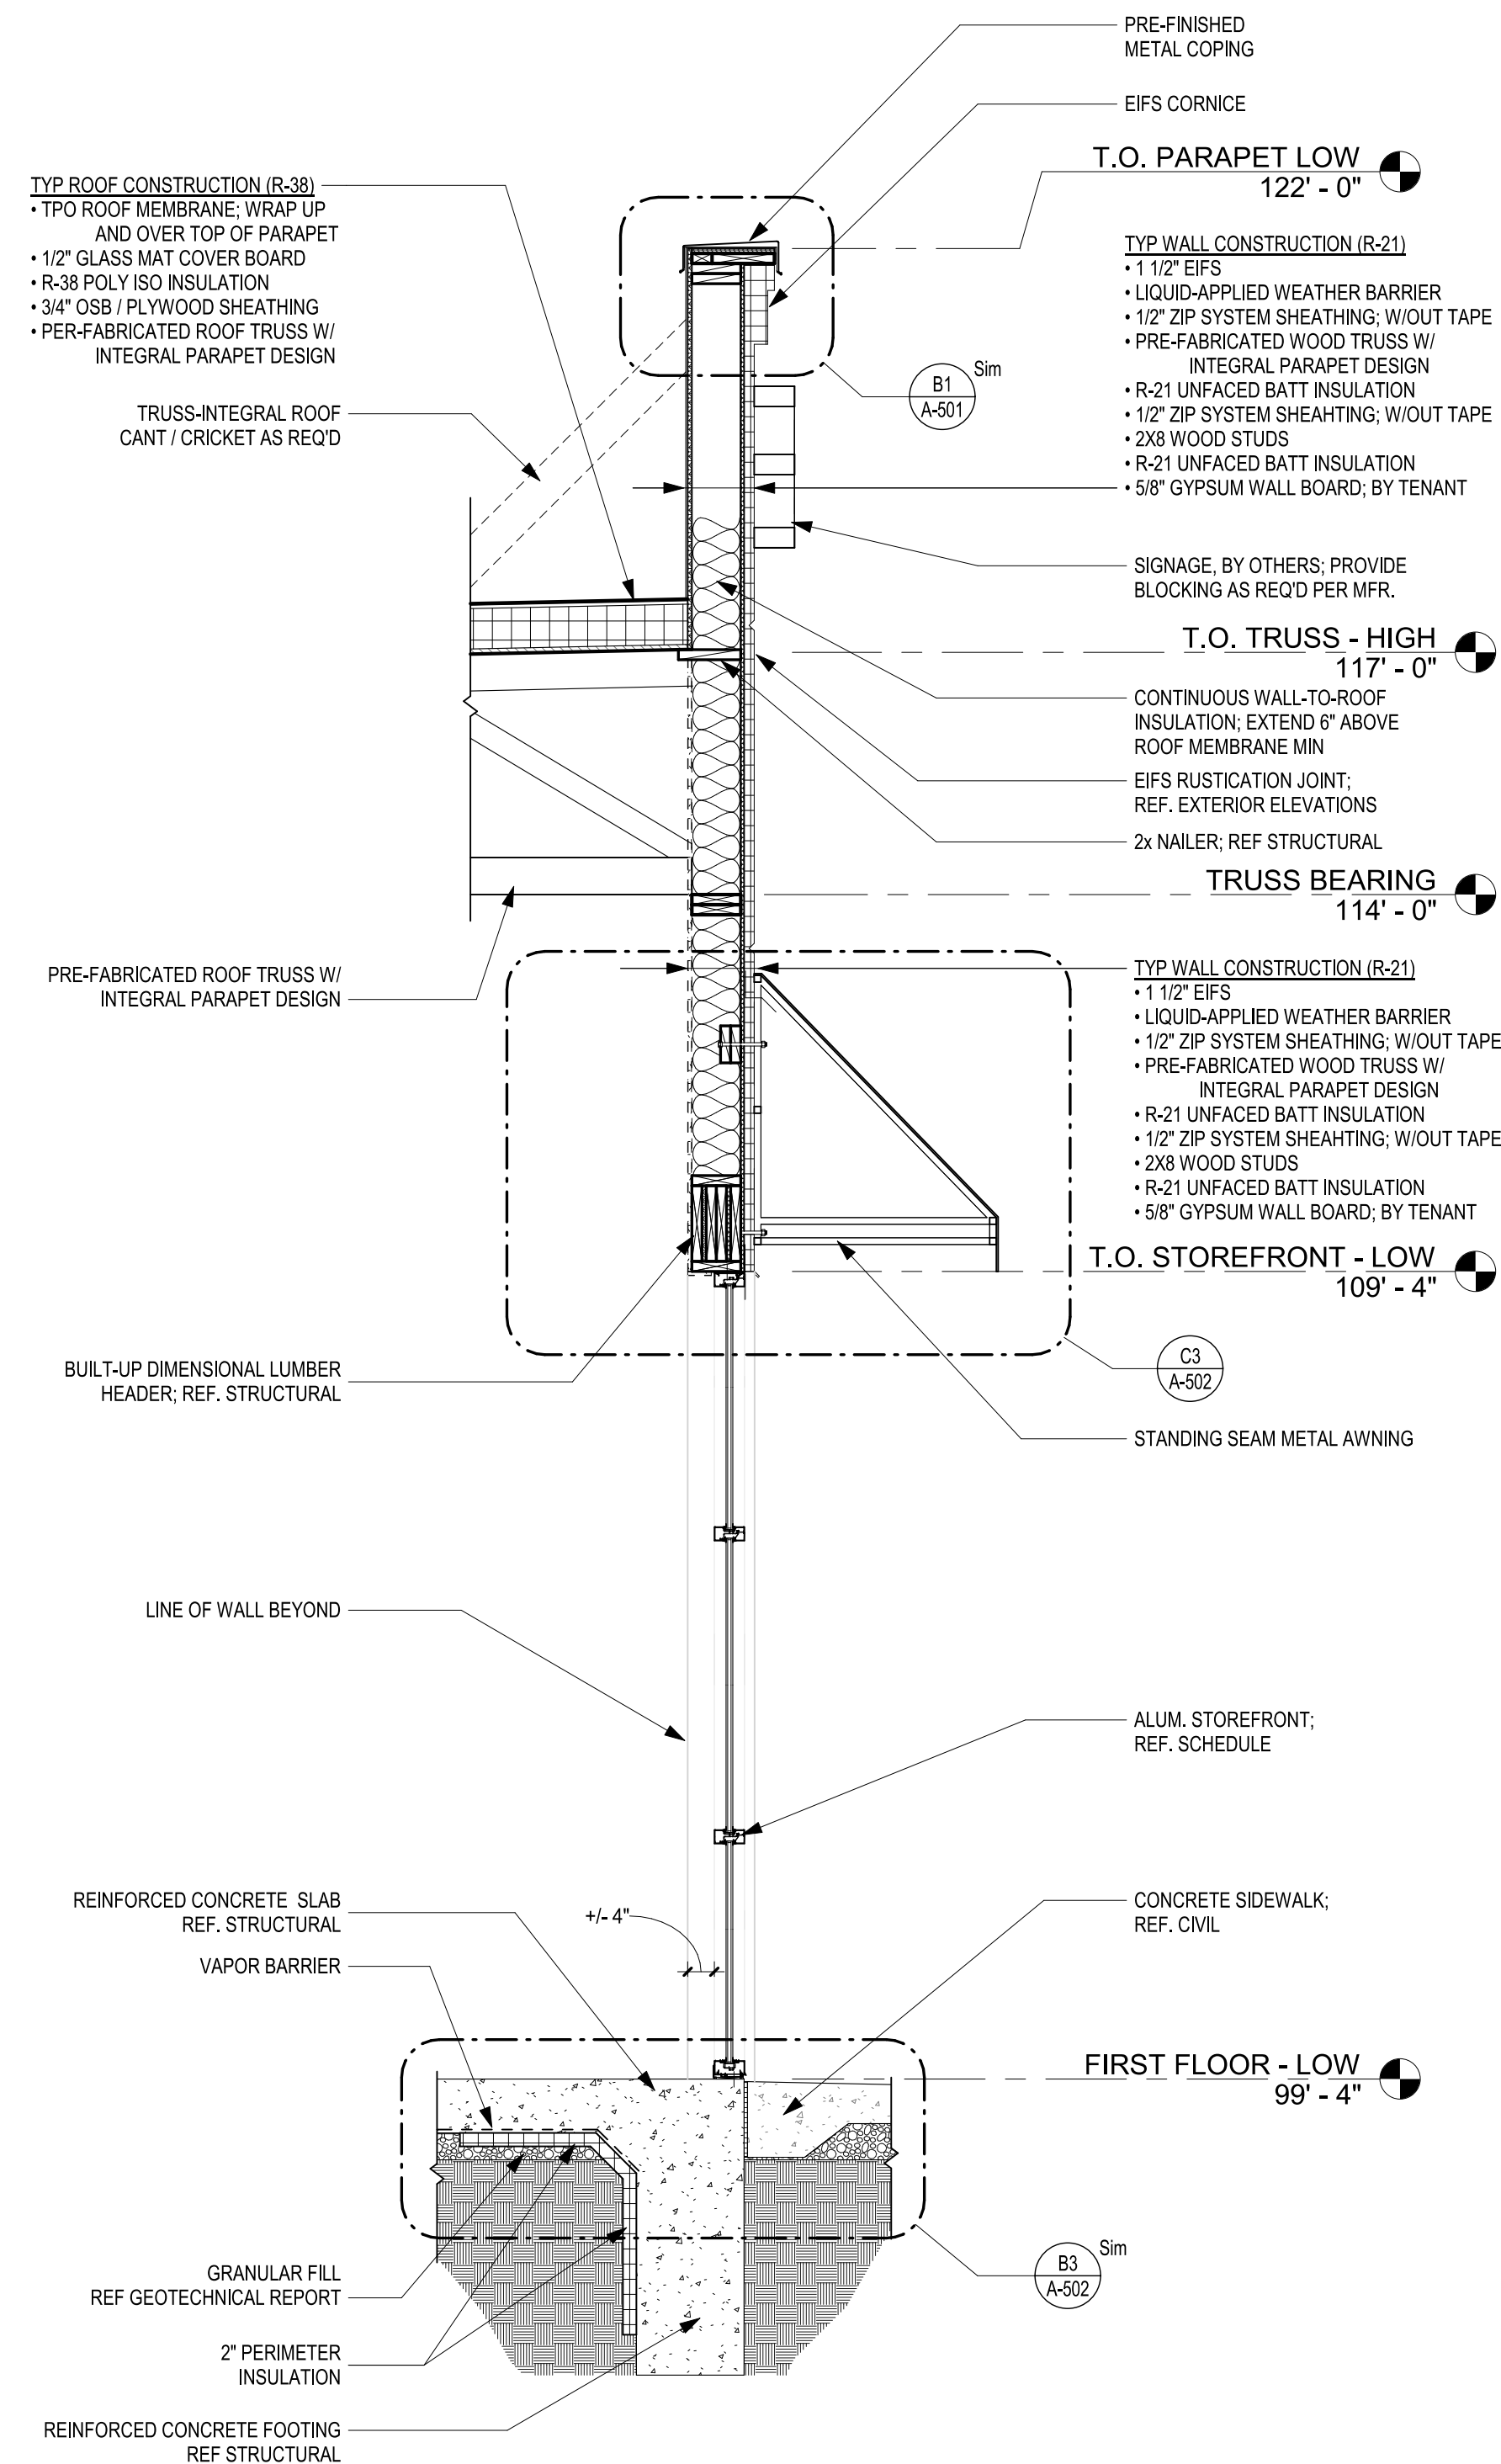 PRE-FINISHED
METAL COPING
EIFS CORNICE
T.O. PARAPET LOW
122' - 0"
TYP ROOF CONSTRUCTION (R-38)
• TPO ROOF MEMBRANE; WRAP UP
AND OVER TOP OF PARAPET
• 1/2" GLASS MAT COVER BOARD
• R-38 POLY ISO INSULATION
• 3/4" OSB / PLYWOOD SHEATHING
• PER-FABRICATED ROOF TRUSS W/
INTEGRAL PARAPET DESIGN
TRUSS-INTEGRAL ROOF
CANT / CRICKET AS REQ'D
TYP WALL CONSTRUCTION (R-21)
• 1 1/2" EIFS
• LIQUID-APPLIED WEATHER BARRIER
• 1/2" ZIP SYSTEM SHEATHING; W/OUT TAPE
• PRE-FABRICATED WOOD TRUSS W/
INTEGRAL PARAPET DESIGN
• R-21 UNFACED BATT INSULATION
• 1/2" ZIP SYSTEM SHEAHTING; W/OUT TAPE
• 2X8 WOOD STUDS
• R-21 UNFACED BATT INSULATION
• 5/8" GYPSUM WALL BOARD; BY TENANT
B1
A-501
Sim
SIGNAGE, BY OTHERS; PROVIDE
BLOCKING AS REQ'D PER MFR.
T.O. TRUSS - HIGH
117' - 0"
CONTINUOUS WALL-TO-ROOF
INSULATION; EXTEND 6" ABOVE
ROOF MEMBRANE MIN
EIFS RUSTICATION JOINT;
REF. EXTERIOR ELEVATIONS
2x NAILER; REF STRUCTURAL
TRUSS BEARING
114' - 0"
PRE-FABRICATED ROOF TRUSS W/
INTEGRAL PARAPET DESIGN
TYP WALL CONSTRUCTION (R-21)
• 1 1/2" EIFS
• LIQUID-APPLIED WEATHER BARRIER
• 1/2" ZIP SYSTEM SHEATHING; W/OUT TAPE
• PRE-FABRICATED WOOD TRUSS W/
INTEGRAL PARAPET DESIGN
• R-21 UNFACED BATT INSULATION
• 1/2" ZIP SYSTEM SHEAHTING; W/OUT TAPE
• 2X8 WOOD STUDS
• R-21 UNFACED BATT INSULATION
• 5/8" GYPSUM WALL BOARD; BY TENANT
T.O. STOREFRONT - LOW
109' - 4"
BUILT-UP DIMENSIONAL LUMBER
HEADER; REF. STRUCTURAL
C3
A-502
STANDING SEAM METAL AWNING
LINE OF WALL BEYOND
ALUM. STOREFRONT;
REF. SCHEDULE
REINFORCED CONCRETE SLAB
REF. STRUCTURAL
+/- 4"
CONCRETE SIDEWALK;
REF. CIVIL
VAPOR BARRIER
FIRST FLOOR - LOW
99' - 4"
GRANULAR FILL
REF GEOTECHNICAL REPORT
B3
A-502
Sim
2" PERIMETER
INSULATION
REINFORCED CONCRETE FOOTING
REF STRUCTURAL